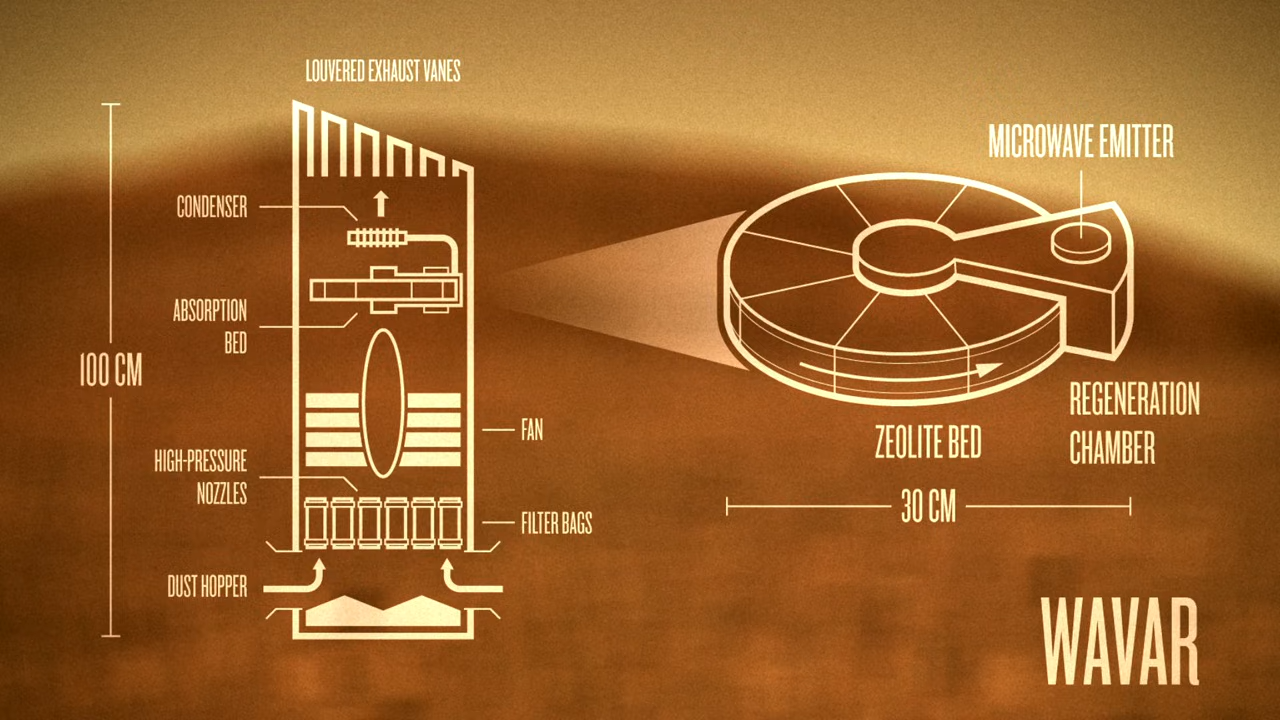 LOUVERED EXHAUST VANES
CONDENSER
ABSORPTION
BED
100 CM
FAN
HIGH-PRESSURE
NOZZLES
FILTER BAGS
DUST HOPPER
MICROWAVE EMITTER
REGENERATION
CHAMBER
ZEOLITE BED
30 CM
WAVAR